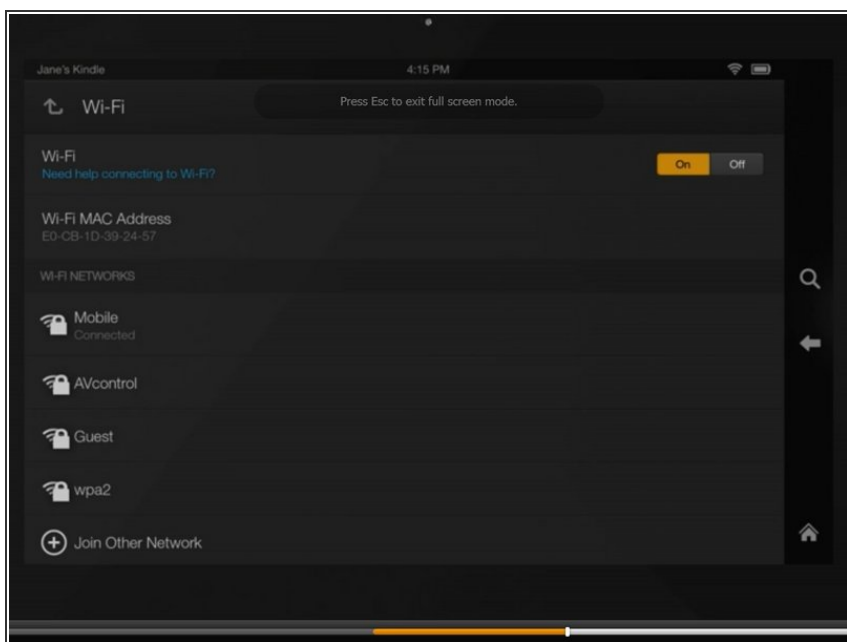 Jane's Kindle
4:15 PM
Wi-Fi
Press Esc to exit full screen mode.
Wi-Fi
Need help connecting to Wi-Fi?
On
Off
Wi-Fi MAC Address
E0-CB-1D-39-24-57
WI-FI NETWORKS
Mobile
Connected
AVcontrol
Guest
wpa2
Join Other Network